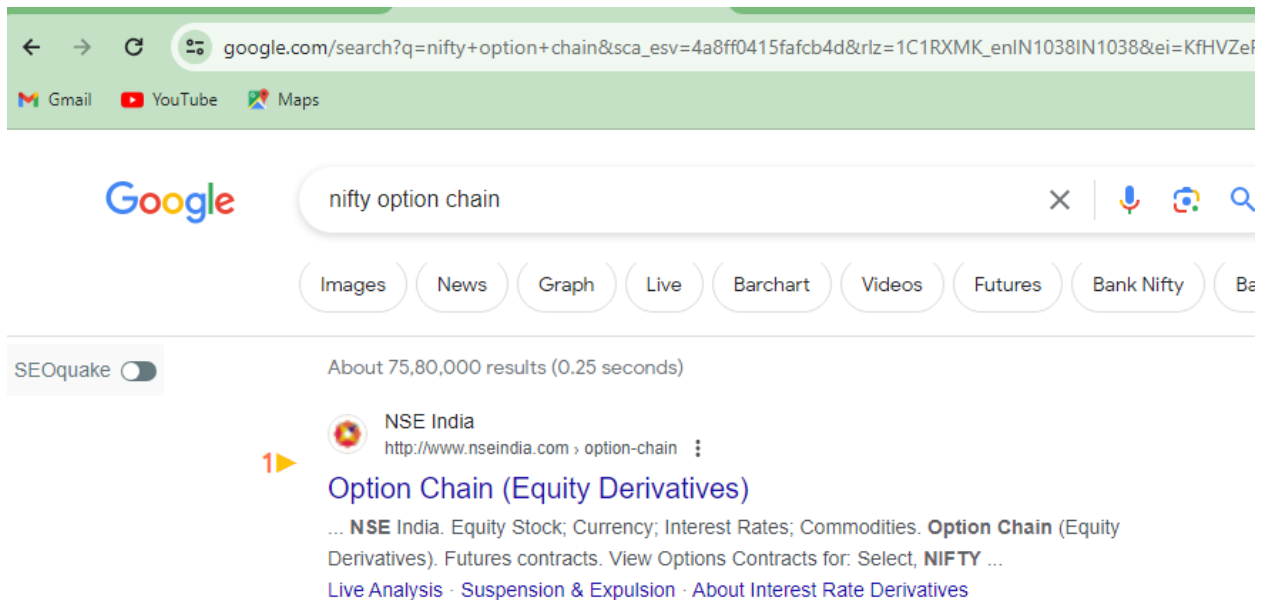 google.com/search?q=nifty+option+chain&sca_esv=4a8ff0415fafcb4d&rlz=1C1RXMK_enIN1038IN1038&ei=KfHVZeF
Gmail YouTube Maps
Google nifty option chain
Images News Graph Live Barchart Videos Futures Bank Nifty Ba
SEOquake About 75,80,000 results (0.25 seconds)
NSE India
http://www.nseindia.com › option-chain
1
Option Chain (Equity Derivatives)
... NSE India. Equity Stock; Currency; Interest Rates; Commodities. Option Chain (Equity
Derivatives). Futures contracts. View Options Contracts for: Select, NIFTY ...
Live Analysis · Suspension & Expulsion · About Interest Rate Derivatives